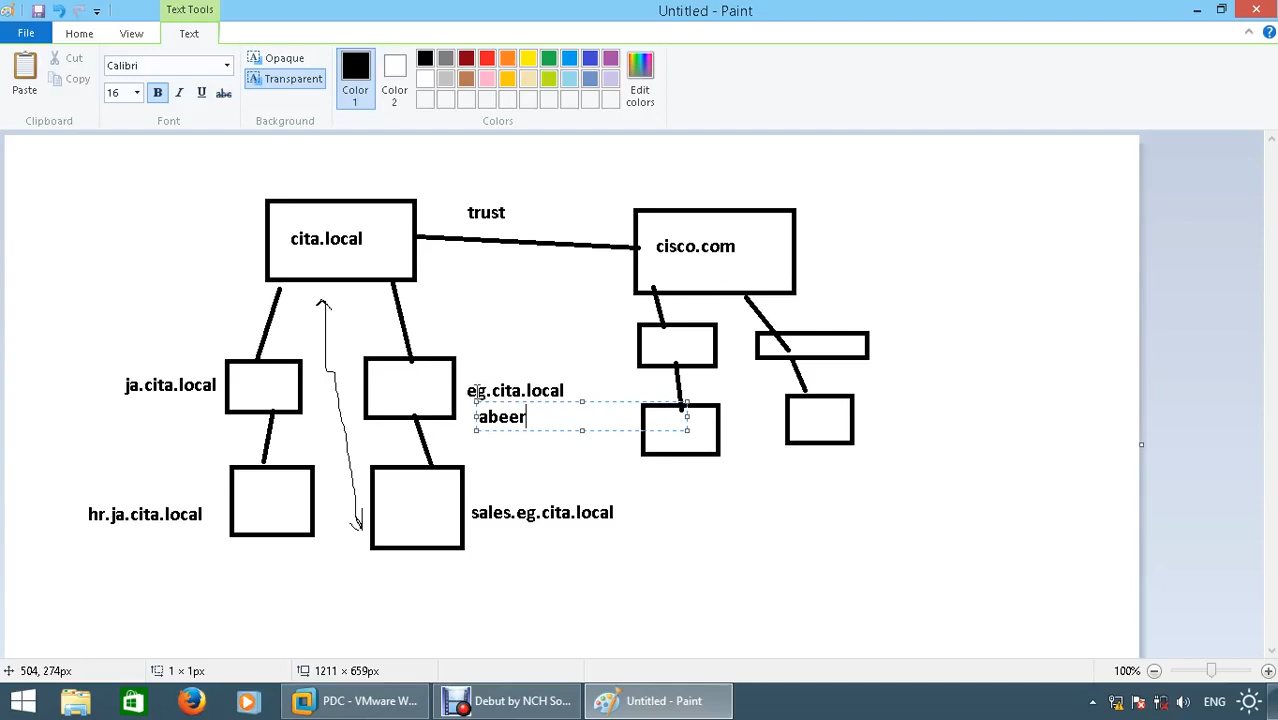 Text Tools
Untitled - Paint
File
Home
View
Text
Paste
Cut
Copy
Clipboard
Calibri
16
B
I
U
abc
Font
Opaque
Transparent
Background
Color
1
Color
2
Edit
colors
Colors
cita.local
trust
cisco.com
ja.cita.local
eg.cita.local
abeer
hr.ja.cita.local
sales.eg.cita.local
504, 274px
1 × 1px
1211 × 659px
100%
PDC - VMware W...
Debut by NCH So...
Untitled - Paint
ENG